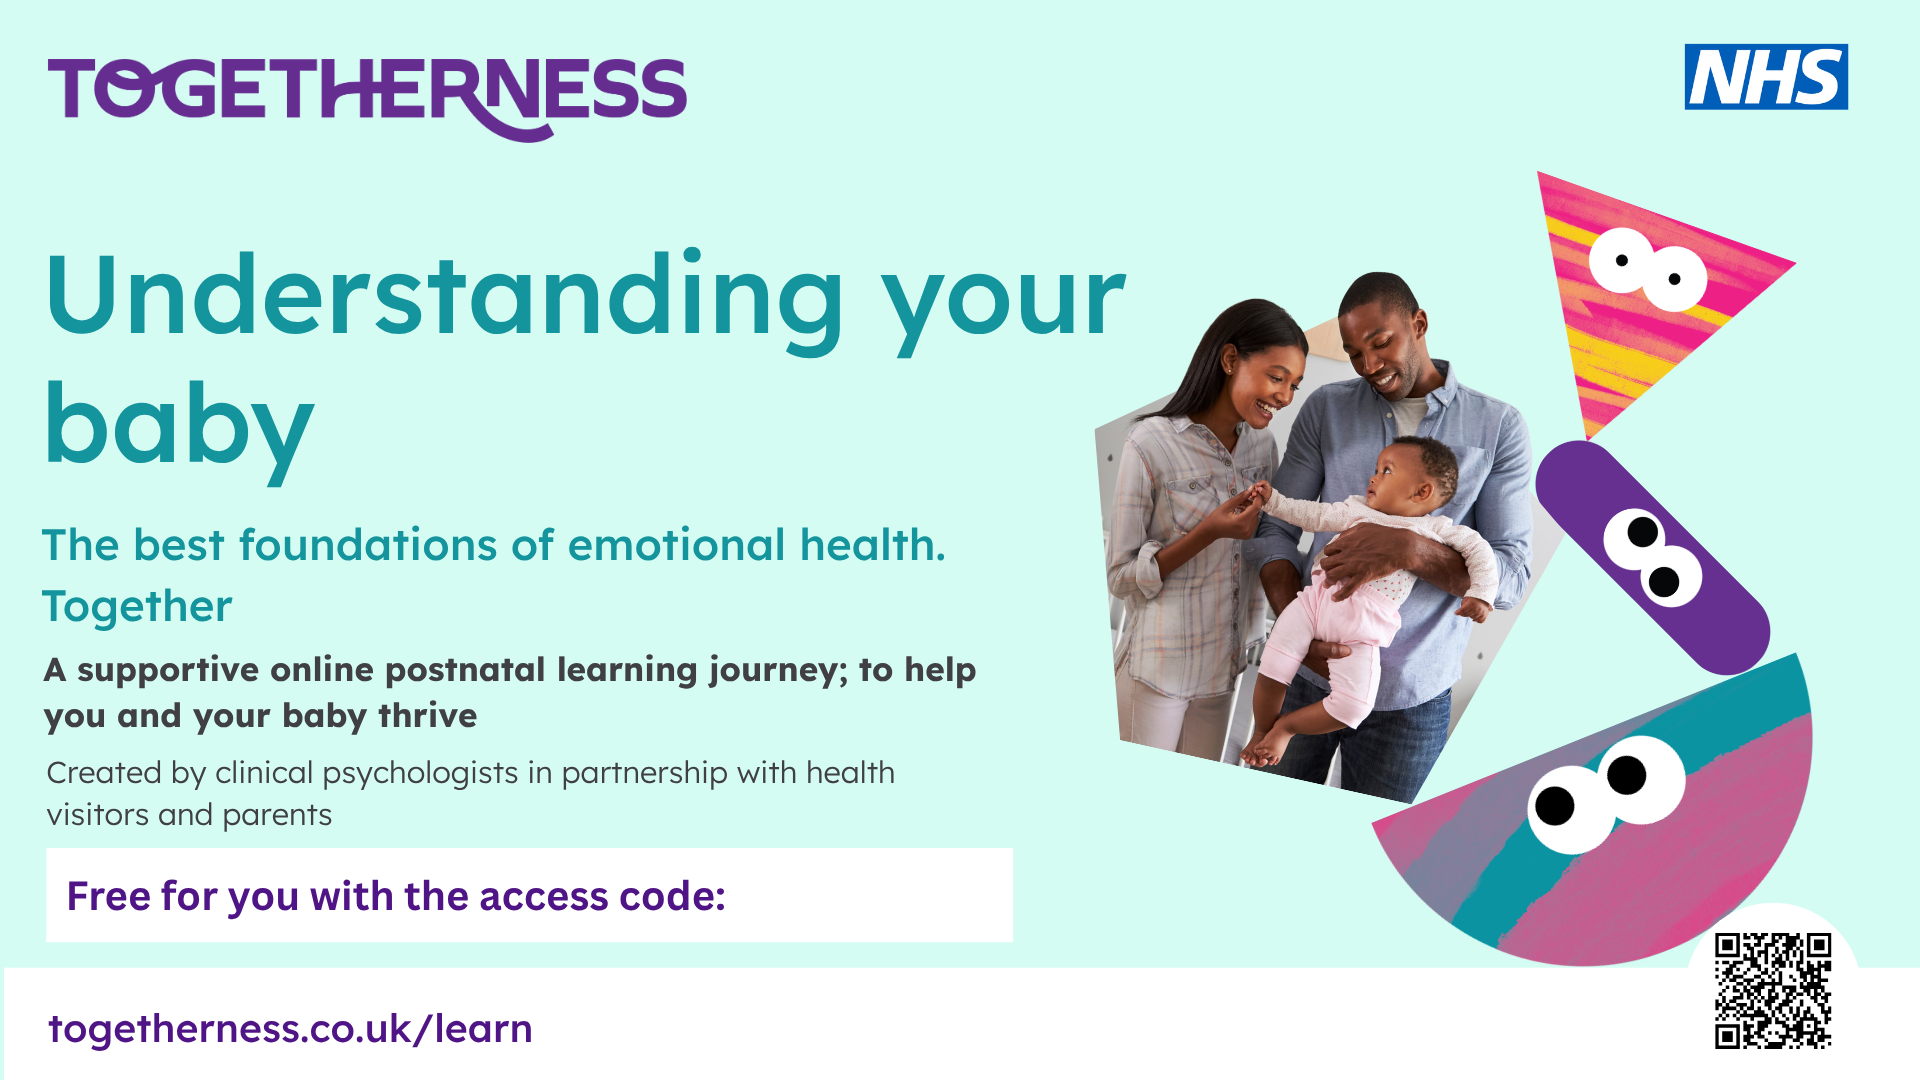 TOGETHERNESS
NHS
Understanding your
baby
The best foundations of emotional health.
Together
A supportive online postnatal learning journey; to help
you and your baby thrive
Created by clinical psychologists in partnership with health
visitors and parents
Free for you with the access code:
togetherness.co.uk/learn